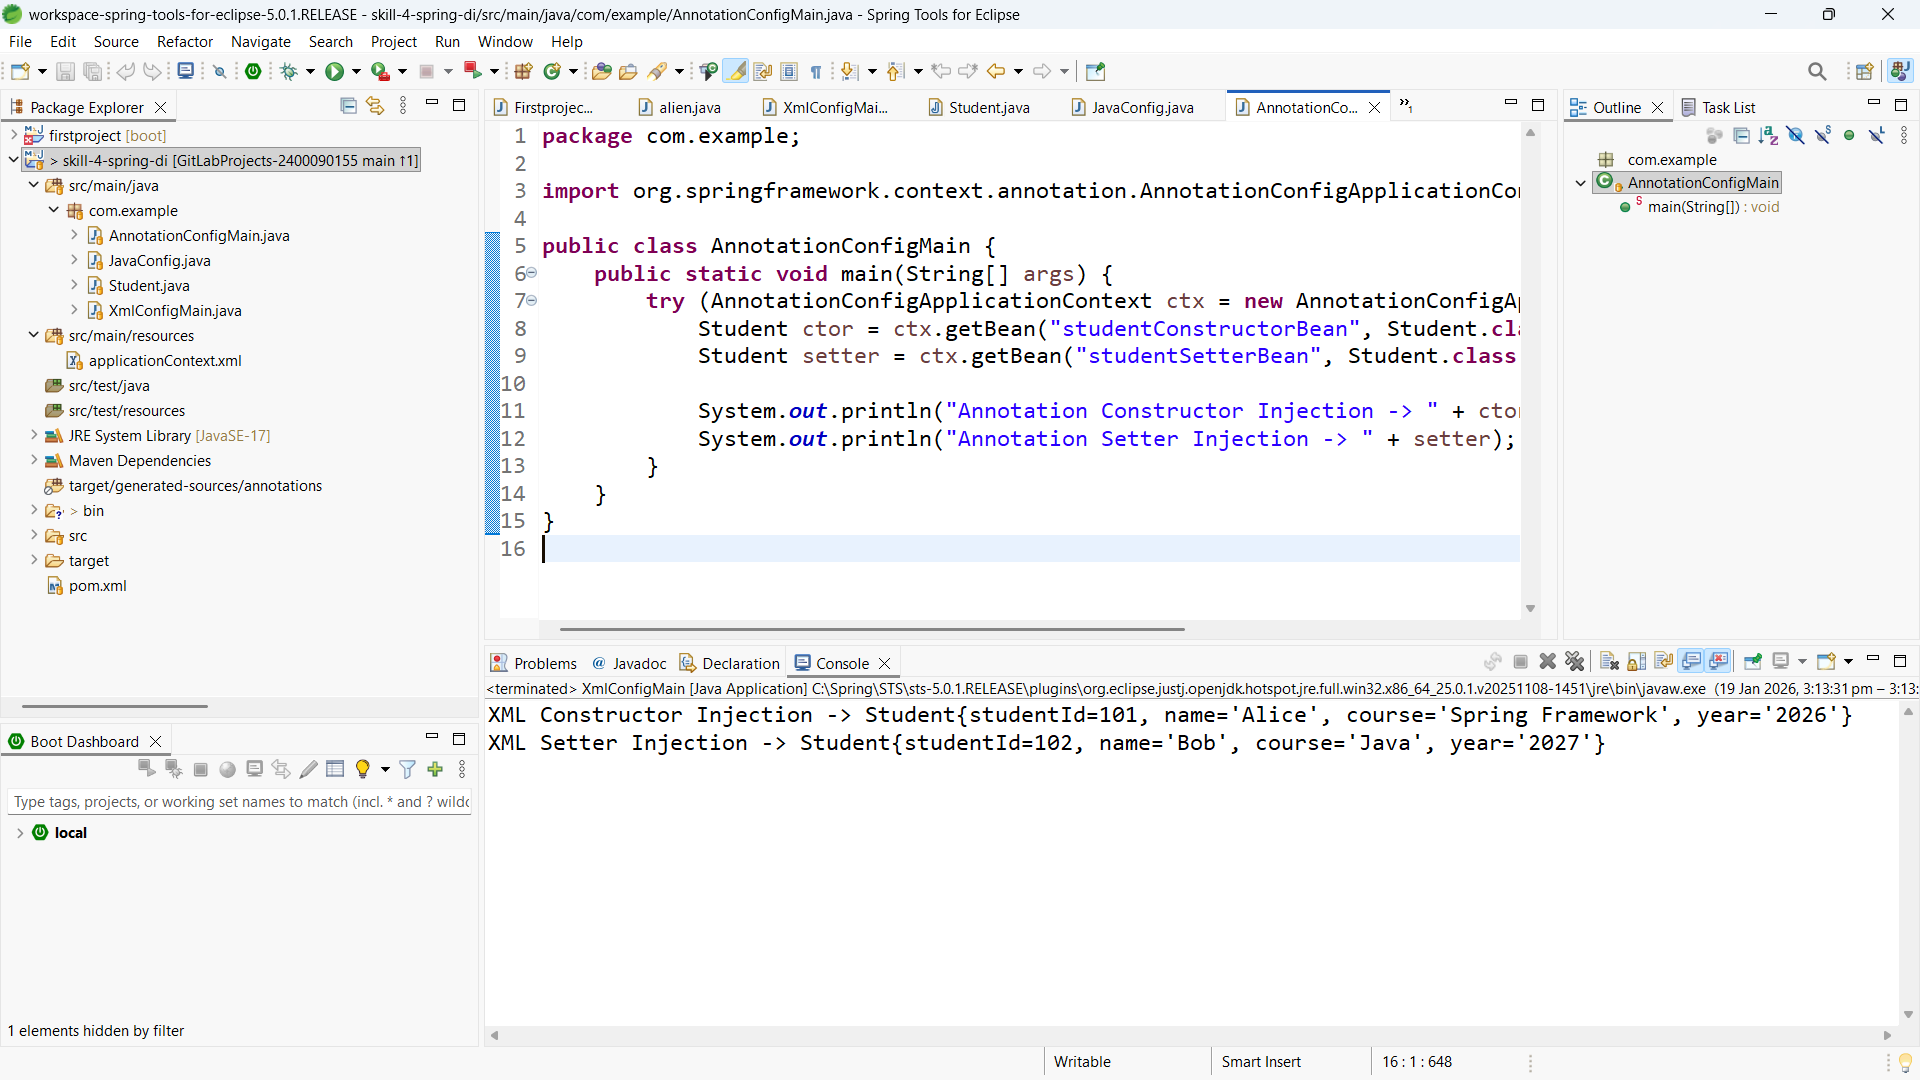 workspace-spring-tools-for-eclipse-5.0.1.RELEASE - skill-4-spring-di/src/main/java/com/example/AnnotationConfigMain.java - Spring Tools for Eclipse
File Edit Source Refactor Navigate Search Project Run Window Help
Package Explorer
firstproject [boot]
> skill-4-spring-di [GitLabProjects-2400090155 main ↑1]
src/main/java
com.example
AnnotationConfigMain.java
JavaConfig.java
Student.java
XmlConfigMain.java
src/main/resources
applicationContext.xml
src/test/java
src/test/resources
JRE System Library [JavaSE-17]
Maven Dependencies
target/generated-sources/annotations
> bin
src
target
pom.xml
Boot Dashboard
Type tags, projects, or working set names to match (incl. * and ? wildc
local
1 elements hidden by filter
Firstprojec... alien.java XmlConfigMai... Student.java JavaConfig.java AnnotationCo... »1
1 package com.example;
2
3 import org.springframework.context.annotation.AnnotationConfigApplicationCo
4
5 public class AnnotationConfigMain {
6 public static void main(String[] args) {
7 try (AnnotationConfigApplicationContext ctx = new AnnotationConfigAp
8 Student ctor = ctx.getBean("studentConstructorBean", Student.cla
9 Student setter = ctx.getBean("studentSetterBean", Student.class
10
11 System.out.println("Annotation Constructor Injection -> " + ctor
12 System.out.println("Annotation Setter Injection -> " + setter);
13 }
14 }
15 }
16
Outline Task List
com.example
AnnotationConfigMain
main(String[]) : void
Problems Javadoc Declaration Console
<terminated> XmlConfigMain [Java Application] C:\Spring\STS\sts-5.0.1.RELEASE\plugins\org.eclipse.justj.openjdk.hotspot.jre.full.win32.x86_64_25.0.1.v20251108-1451\jre\bin\javaw.exe (19 Jan 2026, 3:13:31 pm – 3:13:
XML Constructor Injection -> Student{studentId=101, name='Alice', course='Spring Framework', year='2026'}
XML Setter Injection -> Student{studentId=102, name='Bob', course='Java', year='2027'}
Writable Smart Insert 16 : 1 : 648